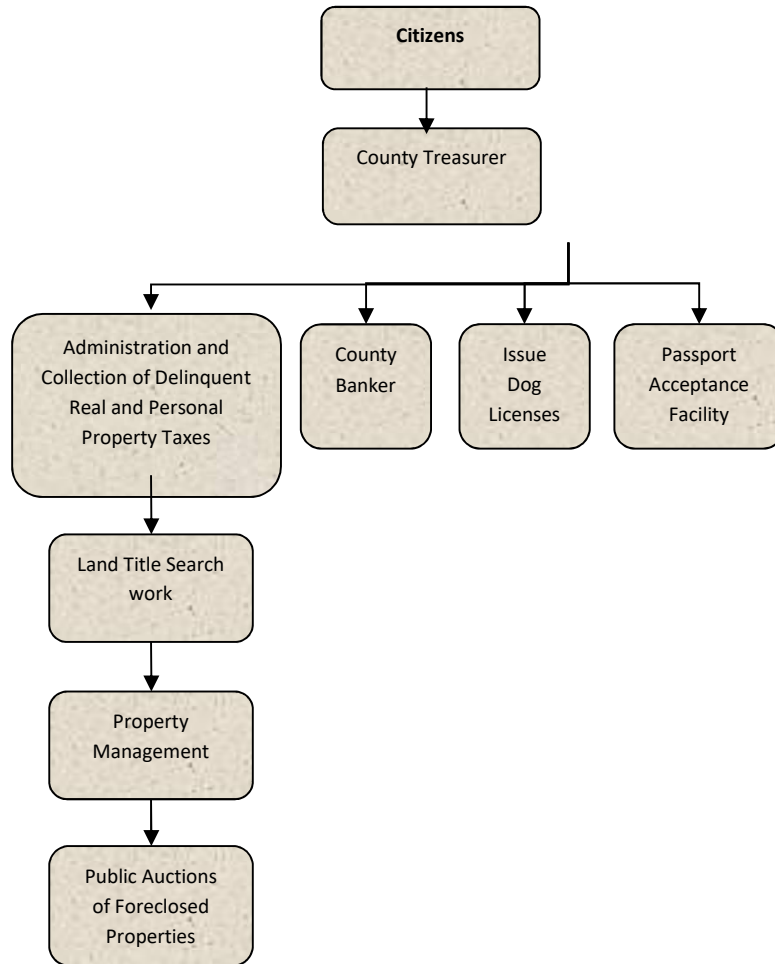 Citizens
County Treasurer
Administration and
Collection of Delinquent
Real and Personal
Property Taxes
County
Banker
Issue
Dog
Licenses
Passport
Acceptance
Facility
Land Title Search
work
Property
Management
Public Auctions
of Foreclosed
Properties